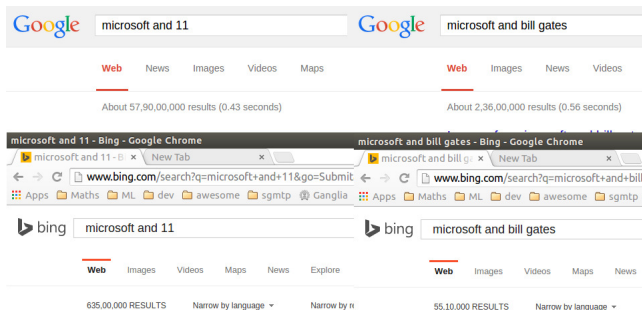 Google microsoft and 11
Web News Images Videos Maps
About 57,90,00,000 results (0.43 seconds)
Google microsoft and bill gates
Web Images News Videos
About 2,36,00,000 results (0.56 seconds)
microsoft and 11 - Bing - Google Chrome
microsoft and 11 - B × New Tab ×
www.bing.com/search?q=microsoft+and+11&go=Submit
Apps Maths ML dev awesome sgmtp Ganglia
bing microsoft and 11
Web Images Videos Maps News Explore
635,00,000 RESULTS Narrow by language Narrow by re
microsoft and bill gates - Bing - Google Chrome
microsoft and bill g × New Tab ×
www.bing.com/search?q=microsoft+and+bill
Apps Maths ML dev awesome sgmtp
bing microsoft and bill gates
Web Images Videos Maps News
55,10,000 RESULTS Narrow by language